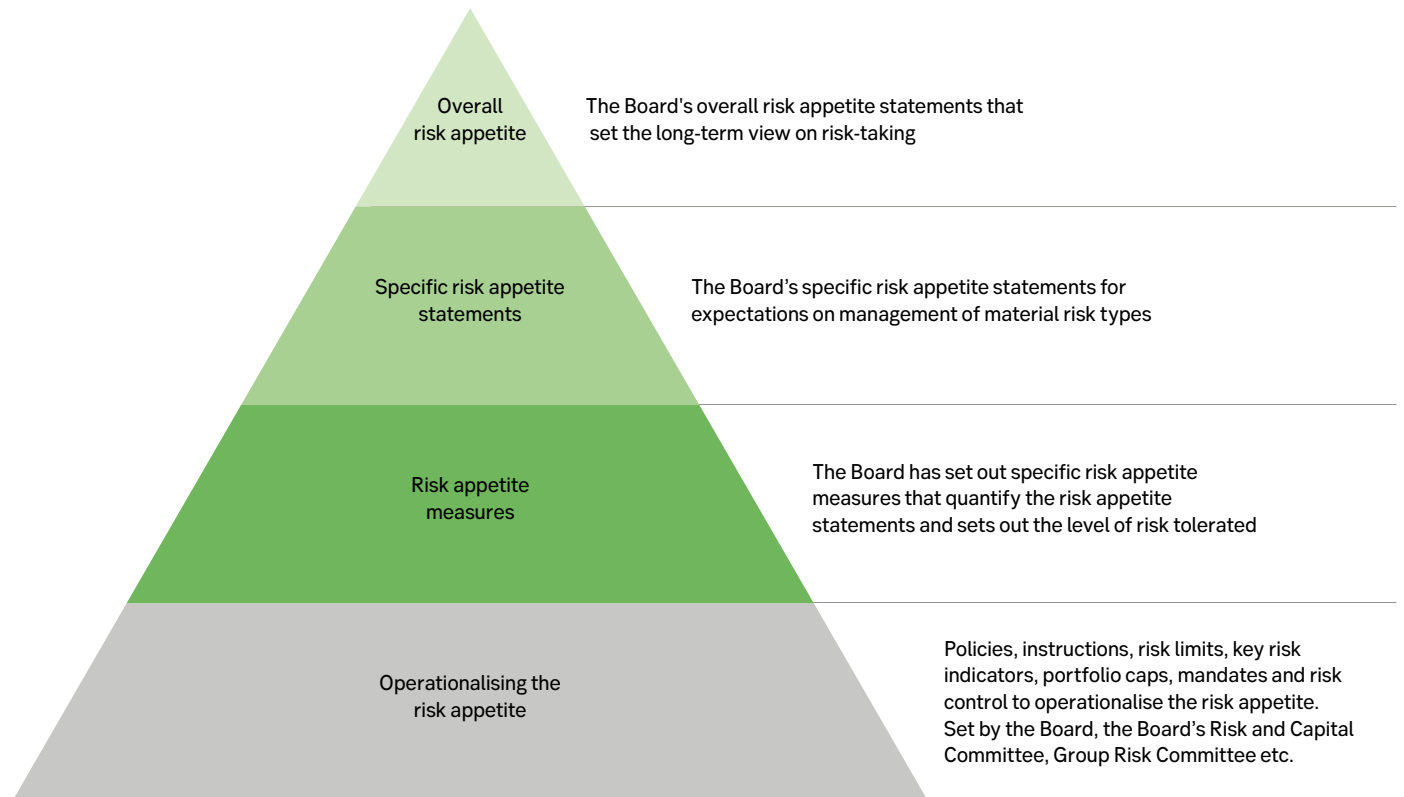 Overall
risk appetite
The Board's overall risk appetite statements that
set the long-term view on risk-taking
Specific risk appetite
statements
The Board’s specific risk appetite statements for
expectations on management of material risk types
Risk appetite
measures
The Board has set out specific risk appetite
measures that quantify the risk appetite
statements and sets out the level of risk tolerated
Operationalising the
risk appetite
Policies, instructions, risk limits, key risk
indicators, portfolio caps, mandates and risk
control to operationalise the risk appetite.
Set by the Board, the Board’s Risk and Capital
Committee, Group Risk Committee etc.